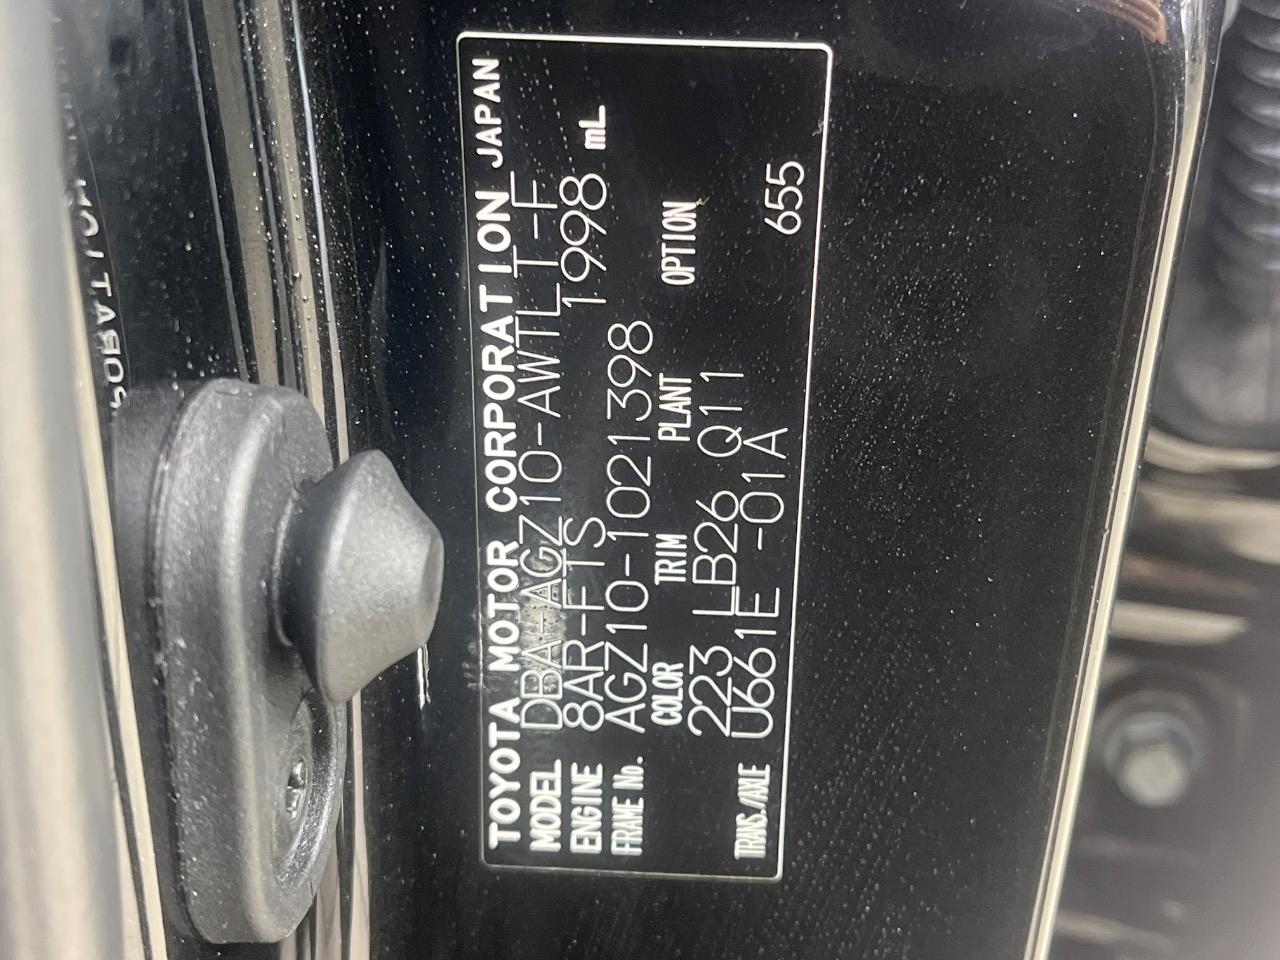 TOYOTA MOTOR CORPORATION JAPAN
MODEL DBA-AGZ10-AWTLT-F
ENGINE 8AR-FTS 1998 mL
FRAME No. AGZ10-1021398
COLOR TRIM PLANT OPTION
223 LB26 Q11
TRANS./AXLE U661E -01A 655